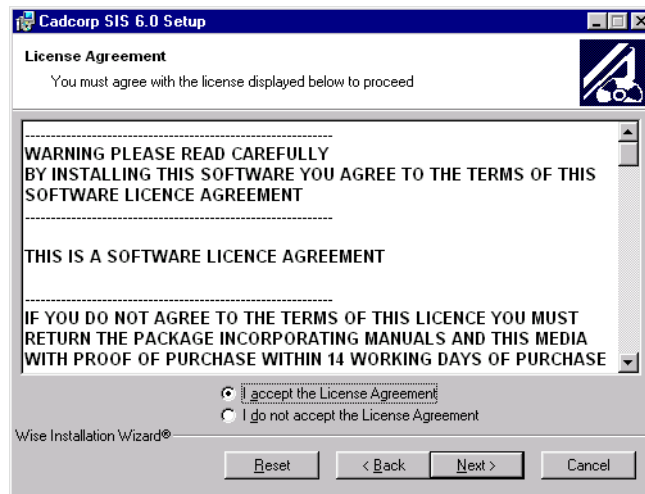 Cadcorp SIS 6.0 Setup
License Agreement
You must agree with the license displayed below to proceed
------------------------------------------------------------
WARNING PLEASE READ CAREFULLY
BY INSTALLING THIS SOFTWARE YOU AGREE TO THE TERMS OF THIS
SOFTWARE LICENCE AGREEMENT
------------------------------------------------------------
THIS IS A SOFTWARE LICENCE AGREEMENT
------------------------------------------------------------
IF YOU DO NOT AGREE TO THE TERMS OF THIS LICENCE YOU MUST
RETURN THE PACKAGE INCORPORATING MANUALS AND THIS MEDIA
WITH PROOF OF PURCHASE WITHIN 14 WORKING DAYS OF PURCHASE
I accept the License Agreement
I do not accept the License Agreement
Wise Installation Wizard®
Reset < Back Next > Cancel